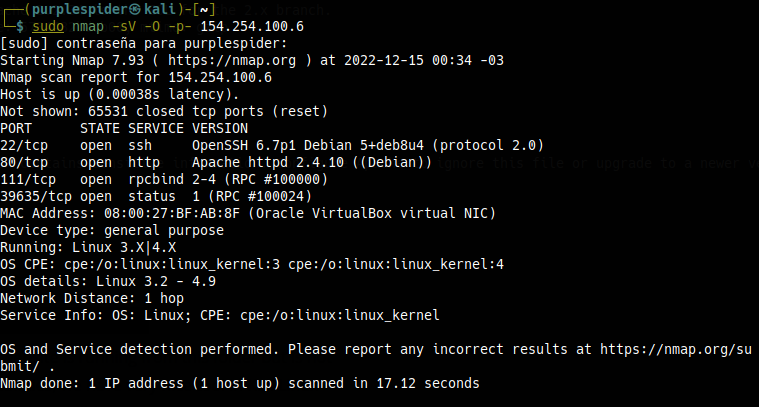 (purplespider㉿kali)-[~]
$ sudo nmap -sV -O -p- 154.254.100.6
[sudo] contraseña para purplespider:
Starting Nmap 7.93 ( https://nmap.org ) at 2022-12-15 00:34 -03
Nmap scan report for 154.254.100.6
Host is up (0.00038s latency).
Not shown: 65531 closed tcp ports (reset)
PORT      STATE SERVICE VERSION
22/tcp    open  ssh     OpenSSH 6.7p1 Debian 5+deb8u4 (protocol 2.0)
80/tcp    open  http    Apache httpd 2.4.10 ((Debian))
111/tcp   open  rpcbind 2-4 (RPC #100000)
39635/tcp open  status  1 (RPC #100024)
MAC Address: 08:00:27:BF:AB:8F (Oracle VirtualBox virtual NIC)
Device type: general purpose
Running: Linux 3.X|4.X
OS CPE: cpe:/o:linux:linux_kernel:3 cpe:/o:linux:linux_kernel:4
OS details: Linux 3.2 - 4.9
Network Distance: 1 hop
Service Info: OS: Linux; CPE: cpe:/o:linux:linux_kernel
OS and Service detection performed. Please report any incorrect results at https://nmap.org/su
bmit/ .
Nmap done: 1 IP address (1 host up) scanned in 17.12 seconds